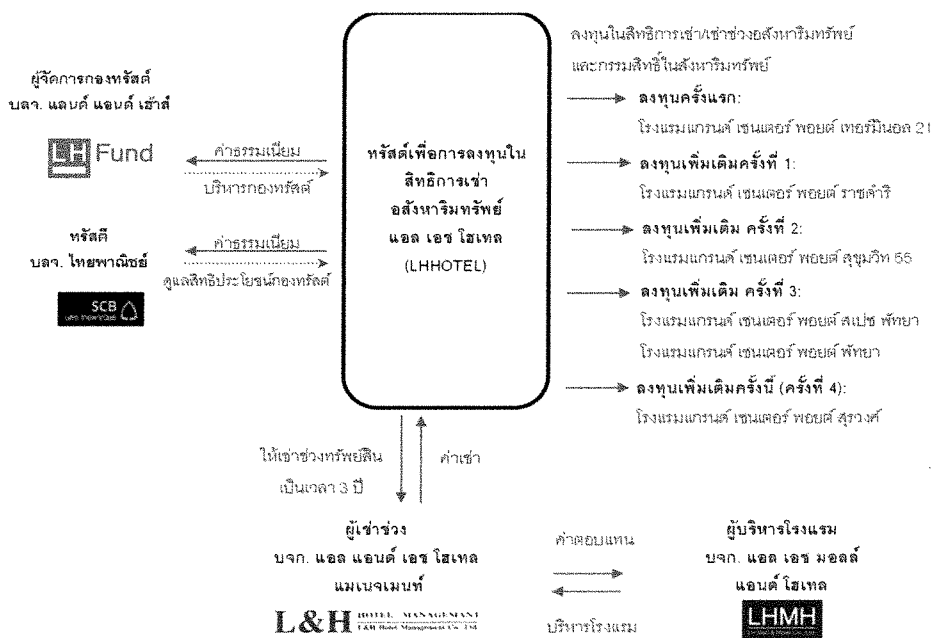 ผู้จัดการกองทรัสต์
บลจ. แลนด์ แอนด์ เฮ้าส์
LH Fund
ค่าธรรมเนียม
บริหารกองทรัสต์
ทรัสตี
บลจ. ไทยพาณิชย์
SCB
ค่าธรรมเนียม
ดูแลสิทธิประโยชน์กองทรัสต์
ทรัสต์เพื่อการลงทุนใน
สิทธิการเช่า
อสังหาริมทรัพย์
แอล เอช โฮเทล
(LHHOTEL)
ลงทุนในสิทธิการเช่า/เช่าช่วงอสังหาริมทรัพย์
และกรรมสิทธิ์ในสังหาริมทรัพย์
ลงทุนครั้งแรก:
โรงแรมแกรนด์ เซนเตอร์ พอยต์ เทอร์มินอล 21
ลงทุนเพิ่มเติมครั้งที่ 1:
โรงแรมแกรนด์ เซนเตอร์ พอยต์ ราชดำริ
ลงทุนเพิ่มเติม ครั้งที่ 2:
โรงแรมแกรนด์ เซนเตอร์ พอยต์ สุขุมวิท 55
ลงทุนเพิ่มเติม ครั้งที่ 3:
โรงแรมแกรนด์ เซนเตอร์ พอยต์ สเปซ พัทยา
โรงแรมแกรนด์ เซนเตอร์ พอยต์ พัทยา
ลงทุนเพิ่มเติมครั้งนี้ (ครั้งที่ 4):
โรงแรมแกรนด์ เซนเตอร์ พอยต์ สุรวงศ์
ให้เช่าช่วงทรัพย์สิน
เป็นเวลา 3 ปี
ค่าเช่า
ผู้เช่าช่วง
บจก. แอล แอนด์ เอช โฮเทล
แมเนจเมนท์
L&H HOTEL MANAGEMENT
L&H Hotel Management Co., Ltd.
ค่าตอบแทน
บริหารโรงแรม
ผู้บริหารโรงแรม
บจก. แอล เอช มอลล์
แอนด์ โฮเทล
LHMH